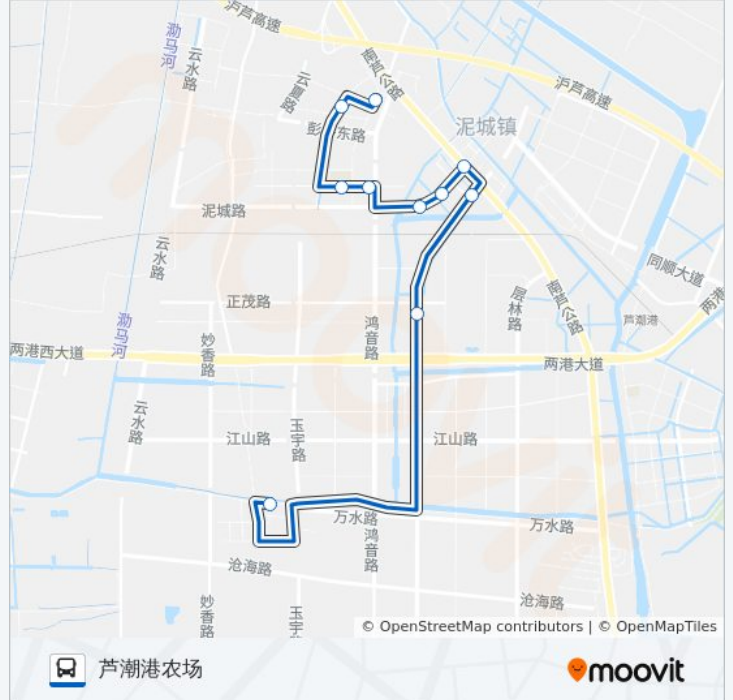 沪芦高速
泐马河
云水路
南芦公路
云夏路
沪芦高速
泥城镇
彭
东路
泥城路
云水路
同顺大道
层林路
南芦公路
两港
正茂路
芦潮港
泐马河
鸿音路
妙香路
两港西大道
两港大道
云水路
玉宇路
江山路
江山路
万水路
万水路
鸿音路
沧海路
沧海路
妙香路
玉宇
© OpenStreetMap contributors | © OpenMapTiles
芦潮港农场
moovit